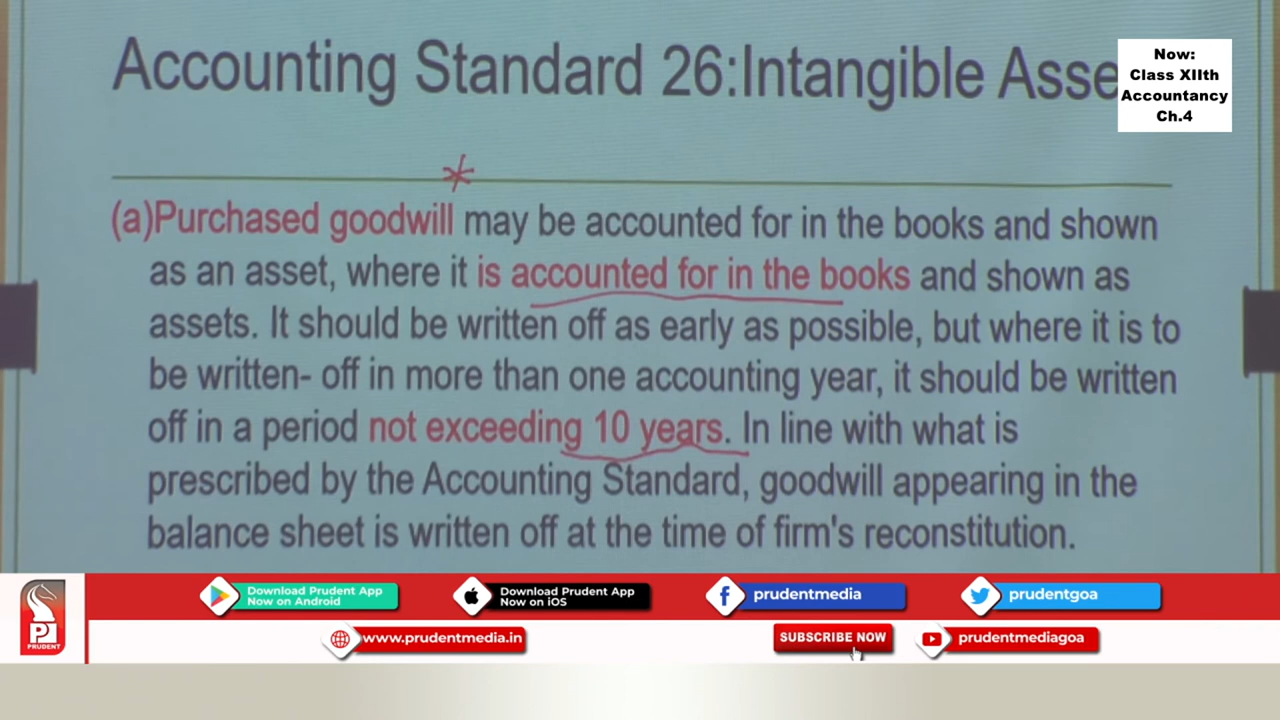 Accounting Standard 26:Intangible Asse
Now:
Class XIIth
Accountancy
Ch.4
(a)Purchased goodwill may be accounted for in the books and shown
as an asset, where it is accounted for in the books and shown as
assets. It should be written off as early as possible, but where it is to
be written- off in more than one accounting year, it should be written
off in a period not exceeding 10 years. In line with what is
prescribed by the Accounting Standard, goodwill appearing in the
balance sheet is written off at the time of firm's reconstitution.
Download Prudent App
Now on Android
Download Prudent App
Now on iOS
prudentmedia
prudentgoa
PRUDENT
www.prudentmedia.in
SUBSCRIBE NOW
prudentmediagoa